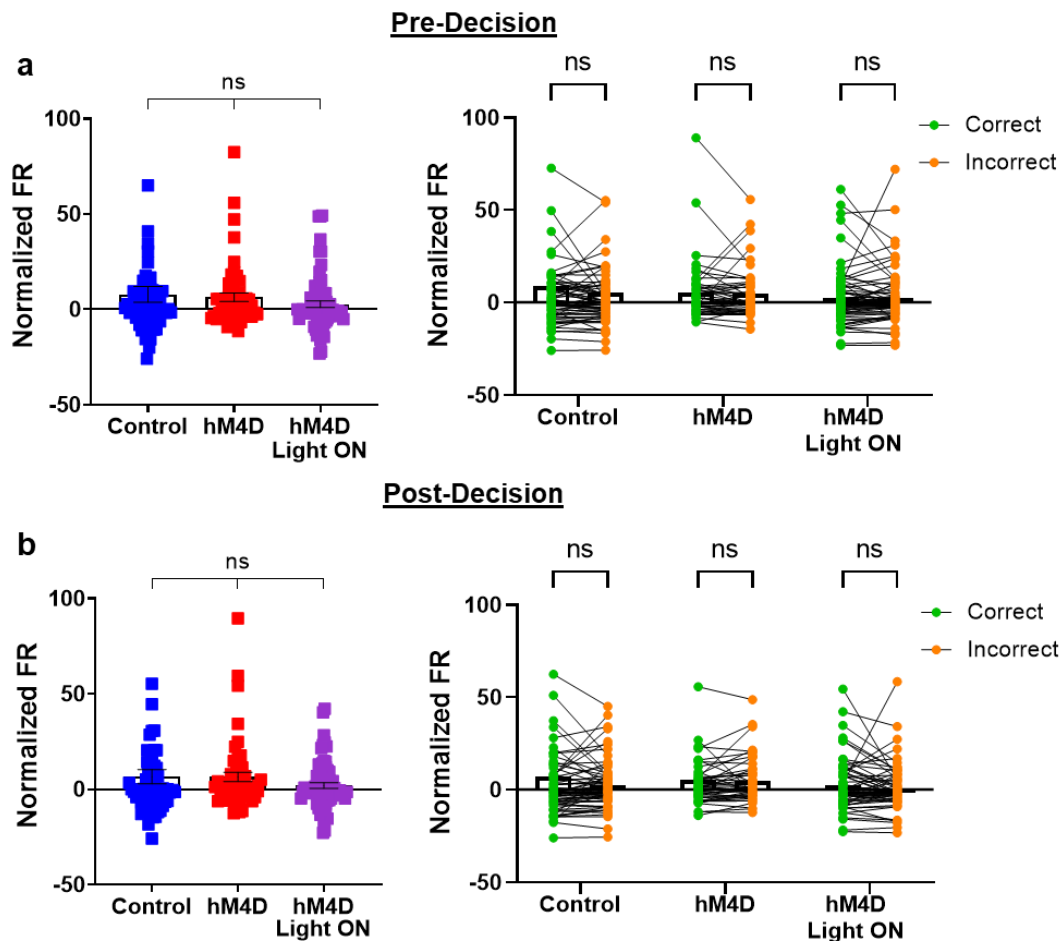 Pre-Decision
a
ns
Normalized FR
100
50
0
-50
Control
hM4D
hM4D
Light ON
ns
ns
ns
Normalized FR
100
50
0
-50
Control
hM4D
hM4D
Light ON
Correct
Incorrect
Post-Decision
b
ns
Normalized FR
100
50
0
-50
Control
hM4D
hM4D
Light ON
ns
ns
ns
Normalized FR
100
50
0
-50
Control
hM4D
hM4D
Light ON
Correct
Incorrect